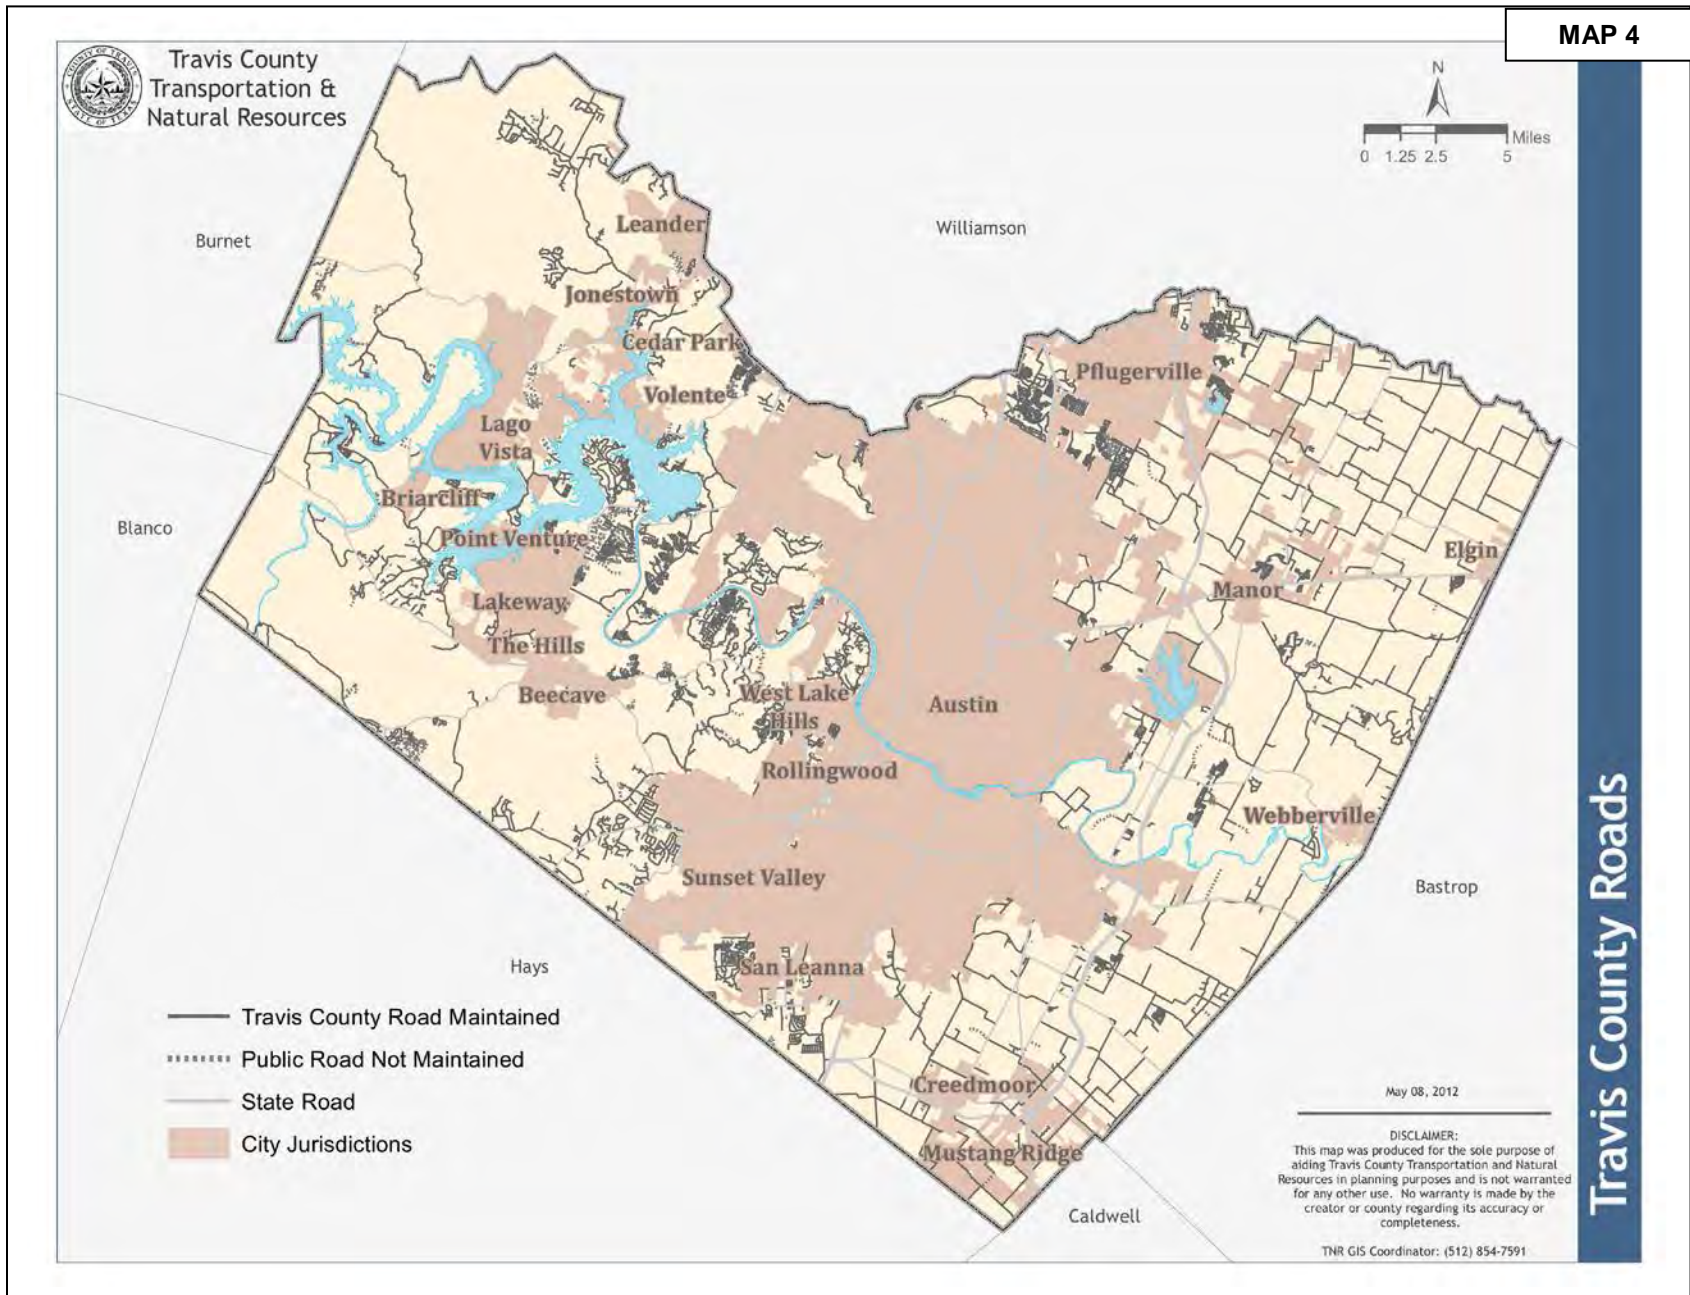 MAP 4
COUNTY OF TRAVIS
STATE OF TEXAS
Travis County
Transportation &
Natural Resources
N
Miles
0 1.25 2.5 5
Burnet
Williamson
Leander
Jonestown
Cedar Park
Pflugerville
Volente
Lago
Vista
Briarcliff
Blanco
Point Venture
Elgin
Manor
Lakeway
The Hills
Beecave
West Lake
Hills
Austin
Rollingwood
Webberville
Sunset Valley
Bastrop
Hays
San Leanna
Creedmoor
Mustang Ridge
Caldwell
Travis County Road Maintained
Public Road Not Maintained
State Road
City Jurisdictions
May 08, 2012
DISCLAIMER:
This map was produced for the sole purpose of
aiding Travis County Transportation and Natural
Resources in planning purposes and is not warranted
for any other use. No warranty is made by the
creator or county regarding its accuracy or
completeness.
TNR GIS Coordinator: (512) 854-7591
Travis County Roads